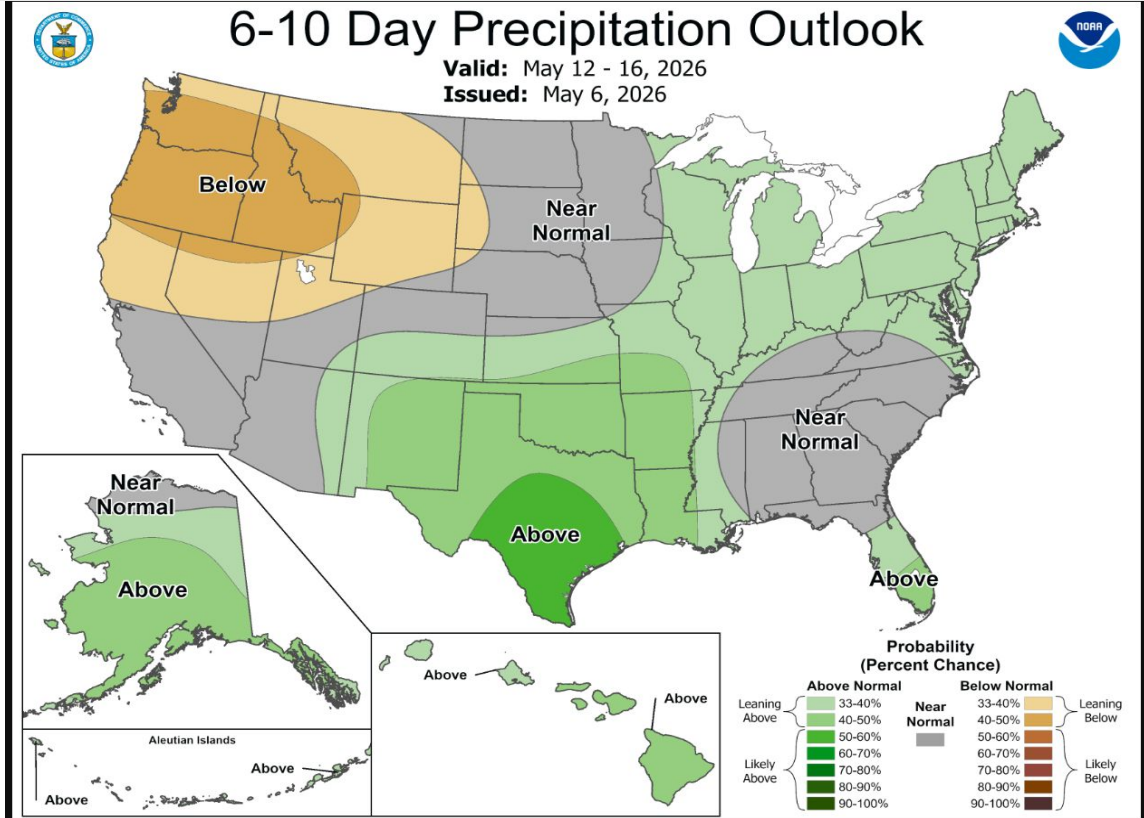 6-10 Day Precipitation Outlook
Valid: May 12 - 16, 2026
Issued: May 6, 2026
NOAA
Below
Near
Normal
Near
Normal
Above
Above
Near
Normal
Above
Aleutian Islands
Above
Above
Above
Above
Probability
(Percent Chance)
Above Normal
Below Normal
Leaning
Above
33-40%
40-50%
Likely
Above
50-60%
60-70%
70-80%
80-90%
90-100%
Near
Normal
33-40%
40-50%
Leaning
Below
50-60%
60-70%
70-80%
80-90%
90-100%
Likely
Below